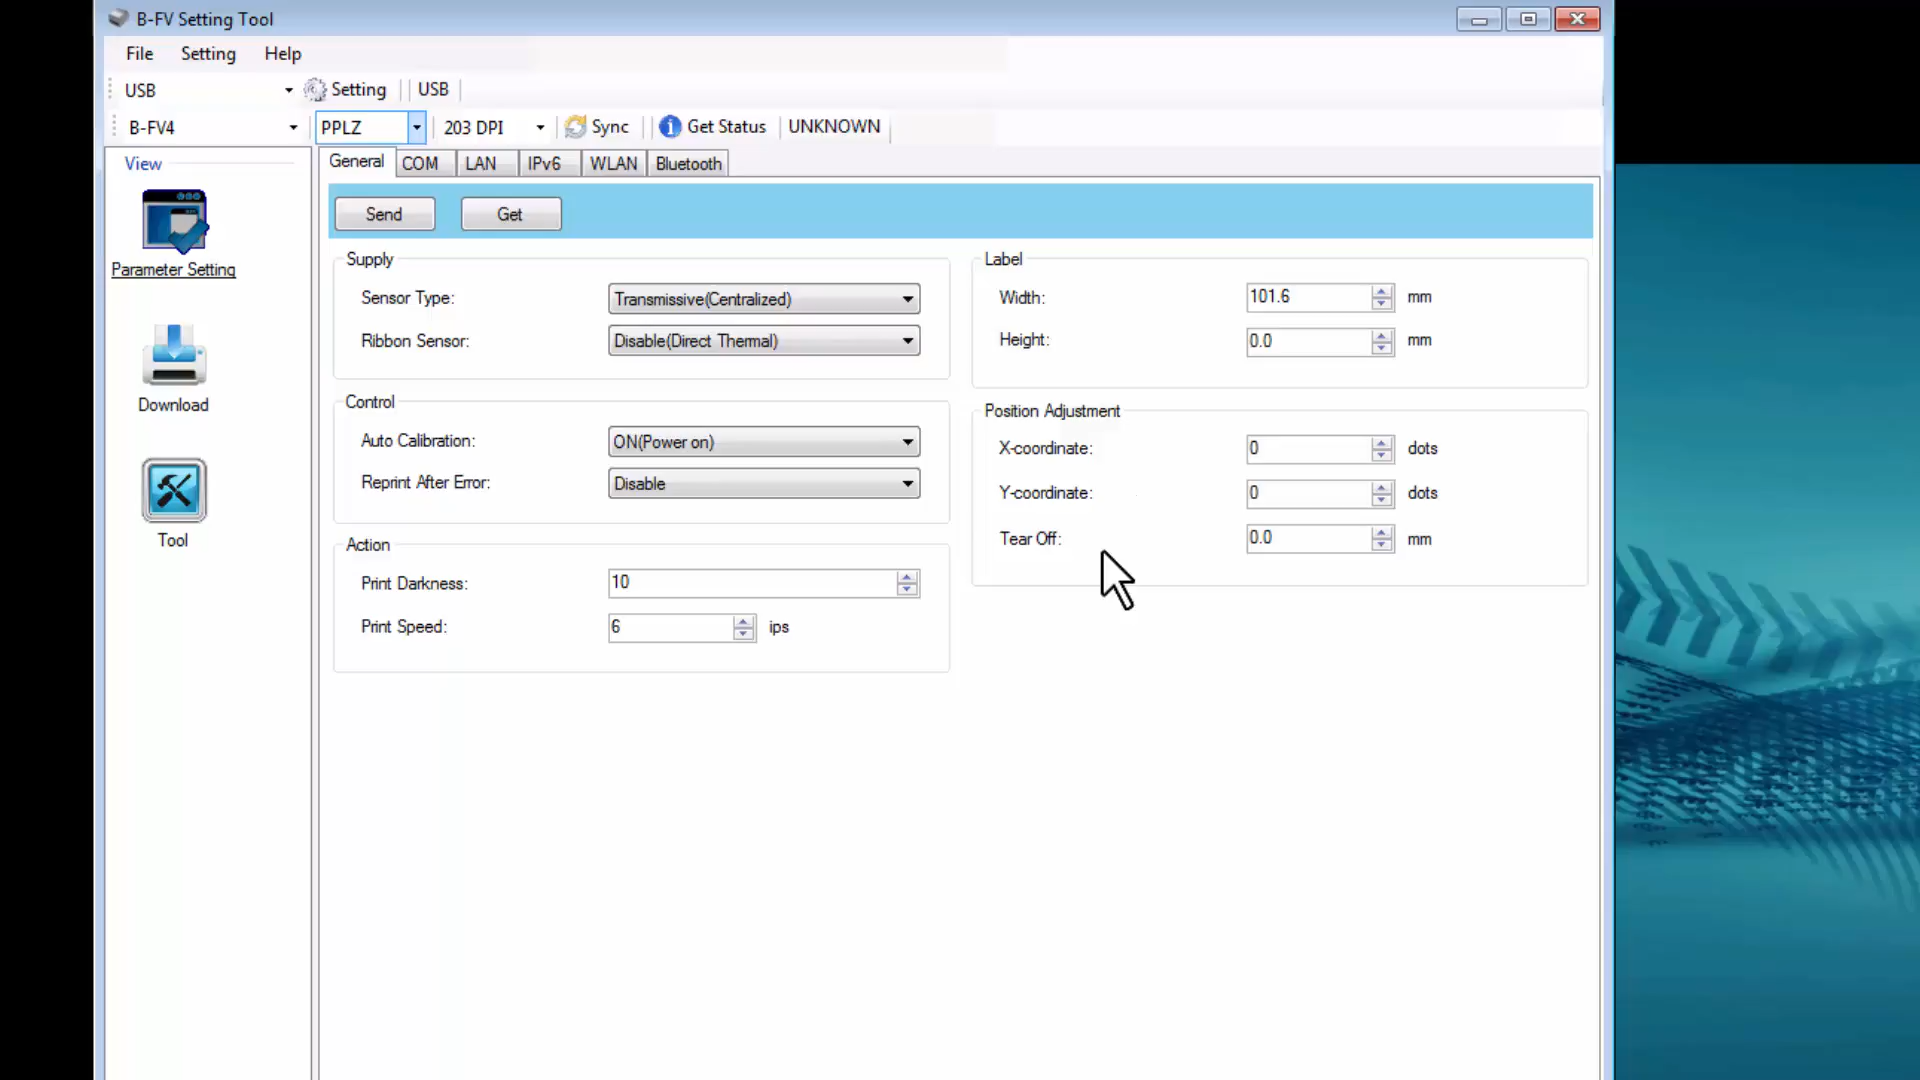 B-FV Setting Tool
File Setting Help
USB Setting USB
B-FV4 PPLZ 203 DPI Sync Get Status UNKNOWN
View
General COM LAN IPv6 WLAN Bluetooth
Send Get
Parameter Setting
Download
Tool
Supply
Sensor Type: Transmissive(Centralized)
Ribbon Sensor: Disable(Direct Thermal)
Control
Auto Calibration: ON(Power on)
Reprint After Error: Disable
Action
Print Darkness: 10
Print Speed: 6 ips
Label
Width: 101.6 mm
Height: 0.0 mm
Position Adjustment
X-coordinate: 0 dots
Y-coordinate: 0 dots
Tear Off: 0.0 mm